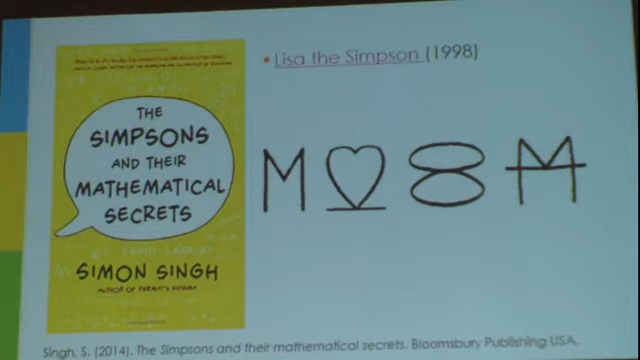 THE
SIMPSONS
AND THEIR
MATHEMATICAL
SECRETS
SIMON SINGH
AUTHOR OF FERMAT'S ENIGMA
• Lisa the Simpson (1998)
Singh, S. (2014). The Simpsons and their mathematical secrets. Bloomsbury Publishing USA.